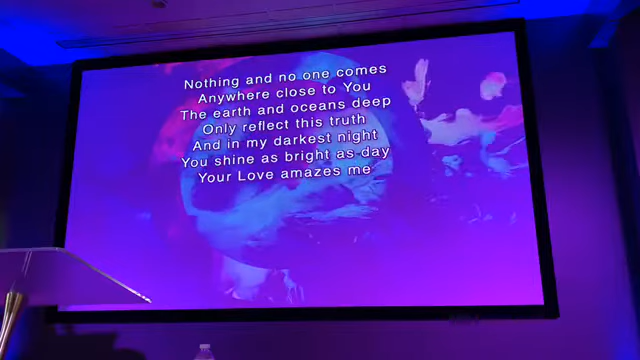 Nothing and no one comes
Anywhere close to You
The earth and oceans deep
Only reflect this truth
And in my darkest night
You shine as bright as day
Your Love amazes me